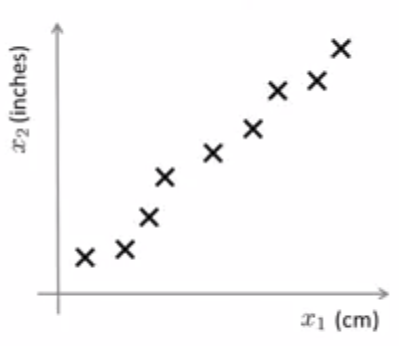 x₂ (inches)
x₁ (cm)